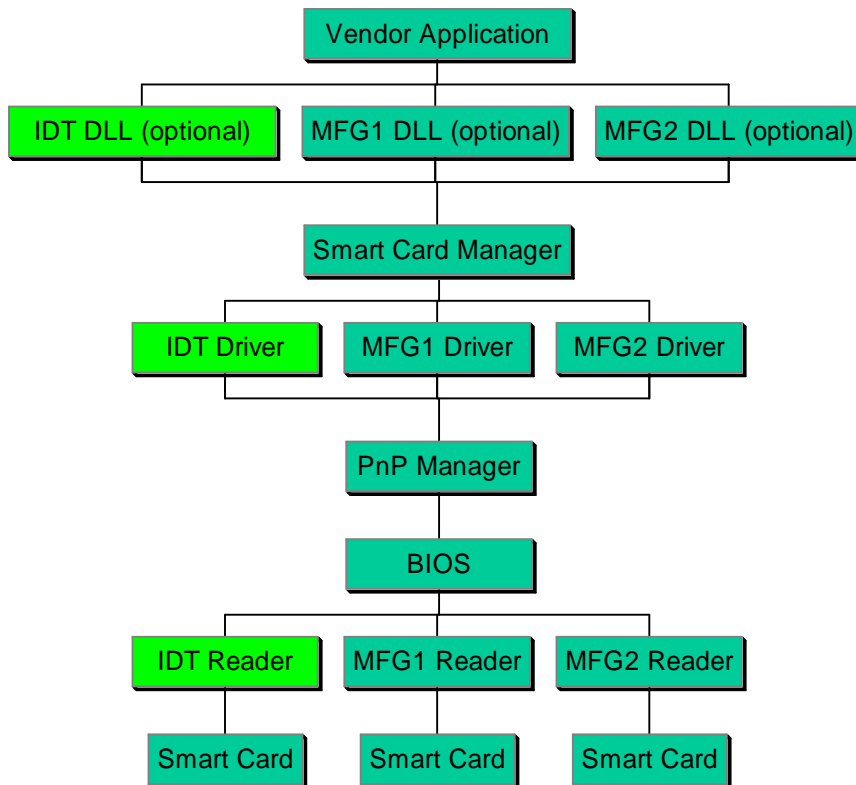 Vendor Application
IDT DLL (optional)
MFG1 DLL (optional)
MFG2 DLL (optional)
Smart Card Manager
IDT Driver
MFG1 Driver
MFG2 Driver
PnP Manager
BIOS
IDT Reader
MFG1 Reader
MFG2 Reader
Smart Card
Smart Card
Smart Card